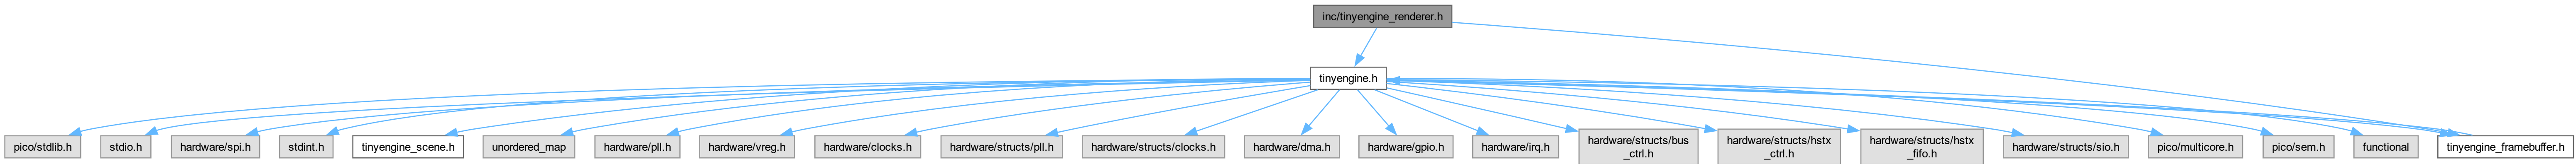 inc/tinyengine_renderer.h
tinyengine.h
pico/stdlib.h
stdio.h
hardware/spi.h
stdint.h
tinyengine_scene.h
unordered_map
hardware/pll.h
hardware/vreg.h
hardware/clocks.h
hardware/structs/pll.h
hardware/structs/clocks.h
hardware/dma.h
hardware/gpio.h
hardware/irq.h
hardware/structs/bus
_ctrl.h
hardware/structs/hstx
_ctrl.h
hardware/structs/hstx
_fifo.h
hardware/structs/sio.h
pico/multicore.h
pico/sem.h
functional
tinyengine_framebuffer.h